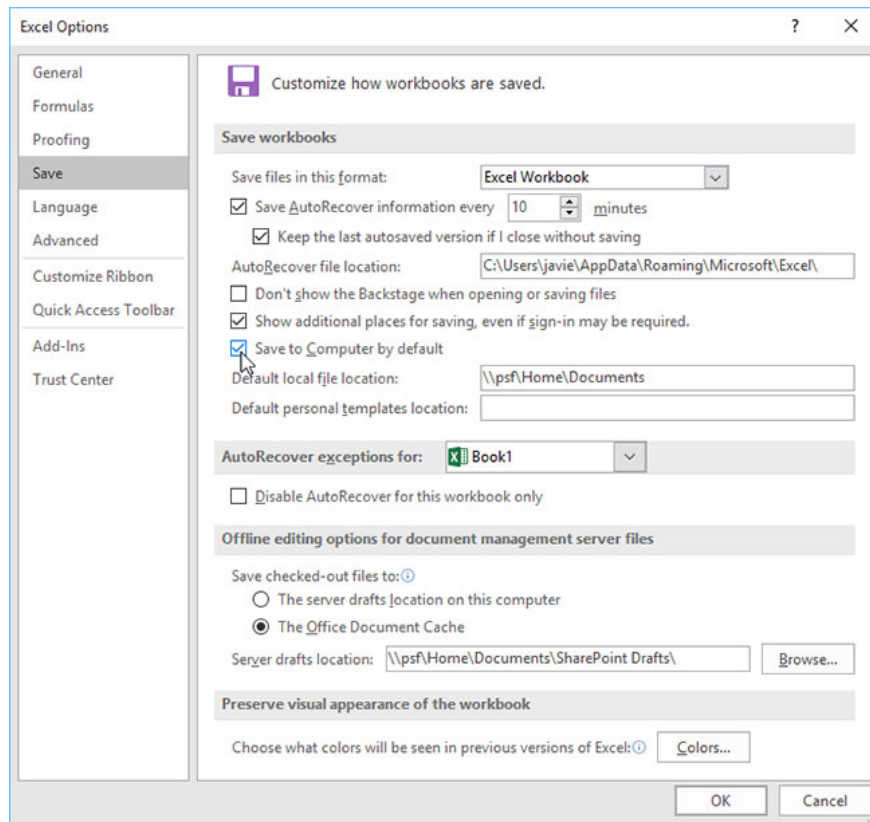 Excel Options
General
Formulas
Proofing
Save
Language
Advanced
Customize Ribbon
Quick Access Toolbar
Add-Ins
Trust Center
Customize how workbooks are saved.
Save workbooks
Save files in this format: Excel Workbook
Save AutoRecover information every 10 minutes
Keep the last autosaved version if I close without saving
AutoRecover file location: C:\Users\javie\AppData\Roaming\Microsoft\Excel\
Don't show the Backstage when opening or saving files
Show additional places for saving, even if sign-in may be required.
Save to Computer by default
Default local file location: \\psf\Home\Documents
Default personal templates location:
AutoRecover exceptions for: Book1
Disable AutoRecover for this workbook only
Offline editing options for document management server files
Save checked-out files to:
The server drafts location on this computer
The Office Document Cache
Server drafts location: \\psf\Home\Documents\SharePoint Drafts\ Browse...
Preserve visual appearance of the workbook
Choose what colors will be seen in previous versions of Excel: Colors...
OK Cancel